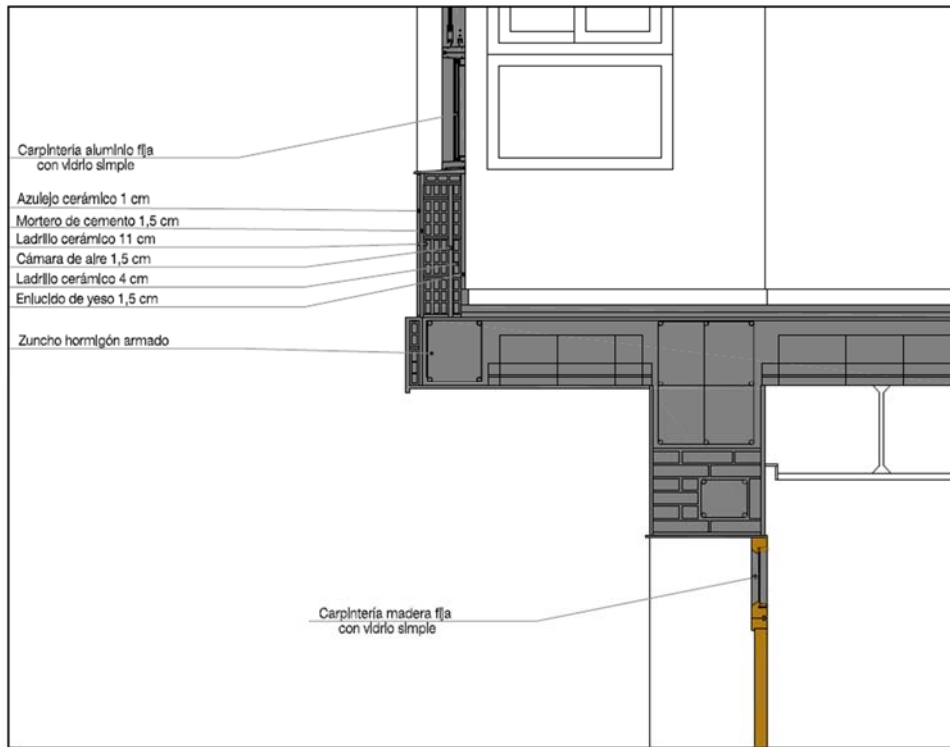 Carpintería aluminio fija
con vidrio simple
Azulejo cerámico 1 cm
Mortero de cemento 1,5 cm
Ladrillo cerámico 11 cm
Cámara de aire 1,5 cm
Ladrillo cerámico 4 cm
Enlucido de yeso 1,5 cm
Zuncho hormigón armado
Carpintería madera fija
con vidrio simple